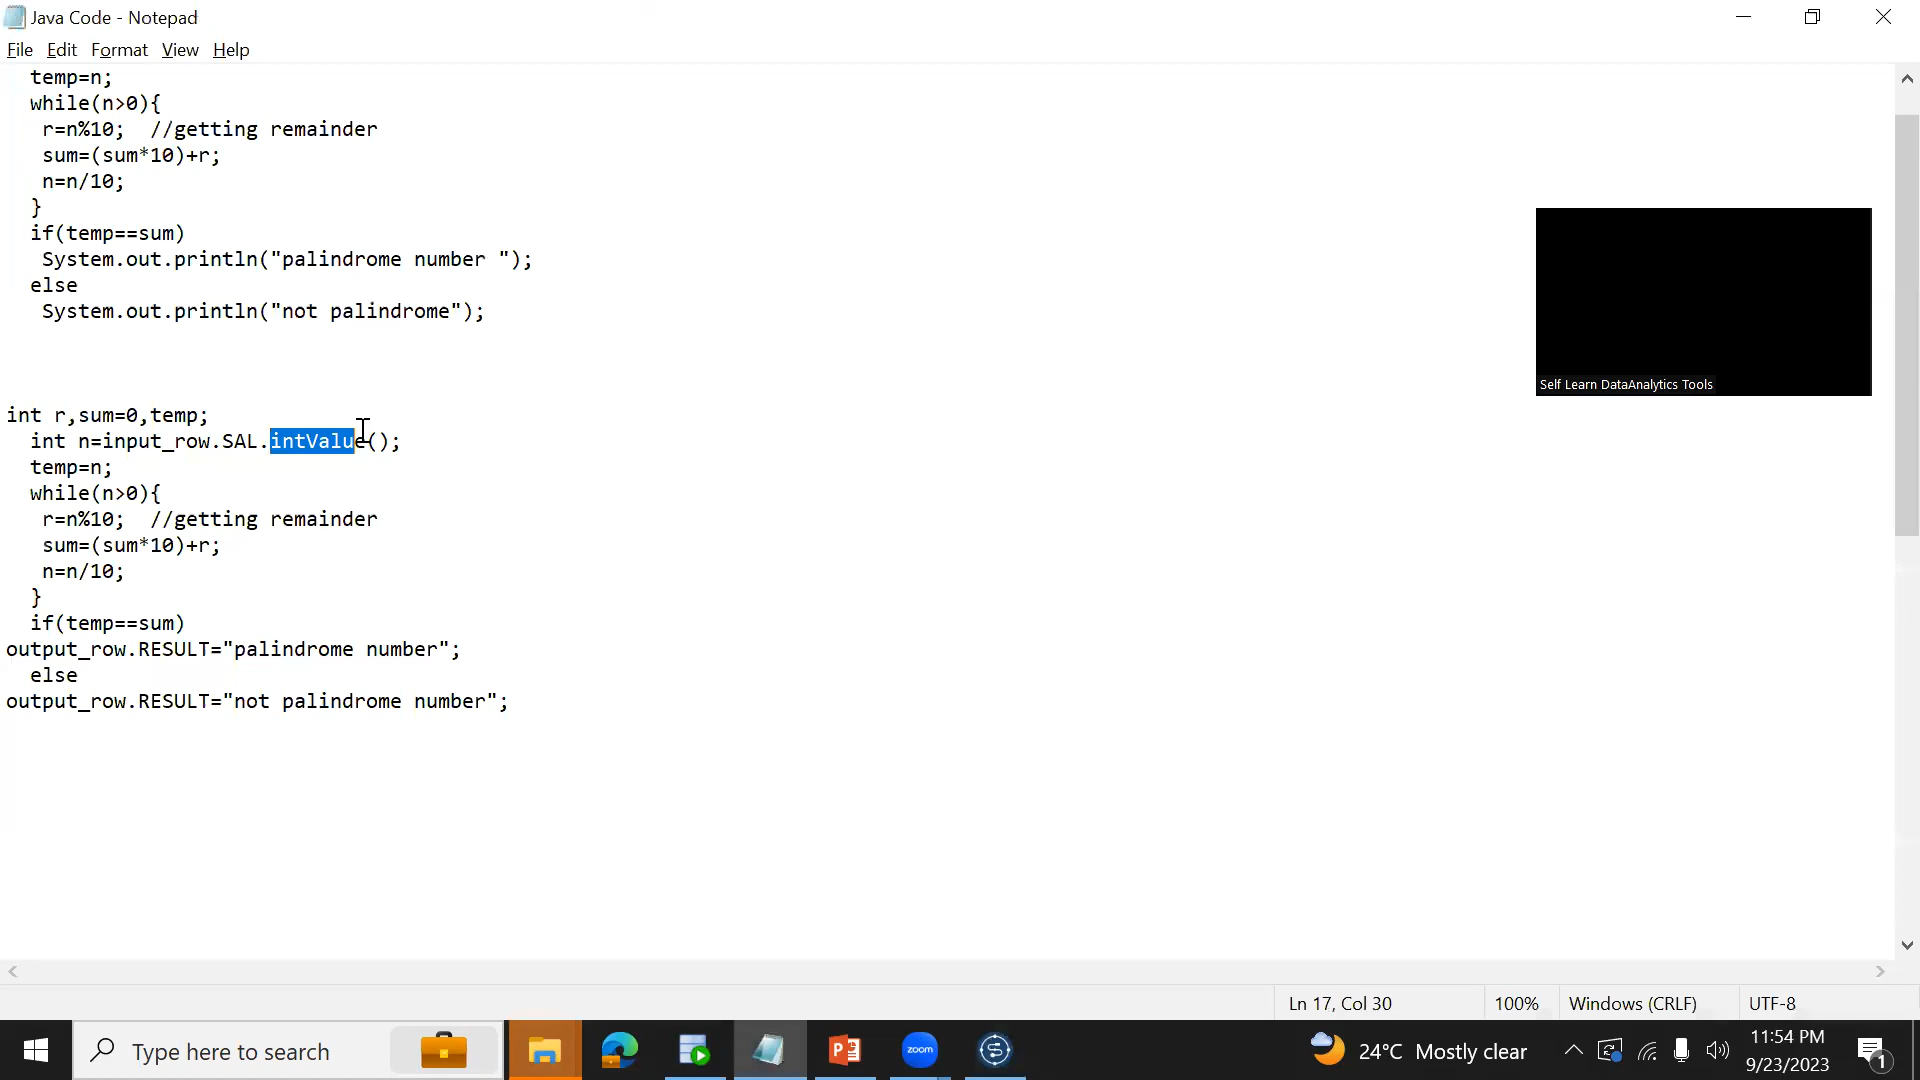 Java Code - Notepad
File Edit Format View Help
temp=n;
while(n>0){
r=n%10;  //getting remainder
sum=(sum*10)+r;
n=n/10;
}
if(temp==sum)
System.out.println("palindrome number ");
else
System.out.println("not palindrome");
Self Learn DataAnalytics Tools
int r,sum=0,temp;
int n=input_row.SAL.intValue();
temp=n;
while(n>0){
r=n%10;  //getting remainder
sum=(sum*10)+r;
n=n/10;
}
if(temp==sum)
output_row.RESULT="palindrome number";
else
output_row.RESULT="not palindrome number";
Ln 17, Col 30 100% Windows (CRLF) UTF-8
Type here to search zoom 24°C Mostly clear 11:54 PM
9/23/2023 1